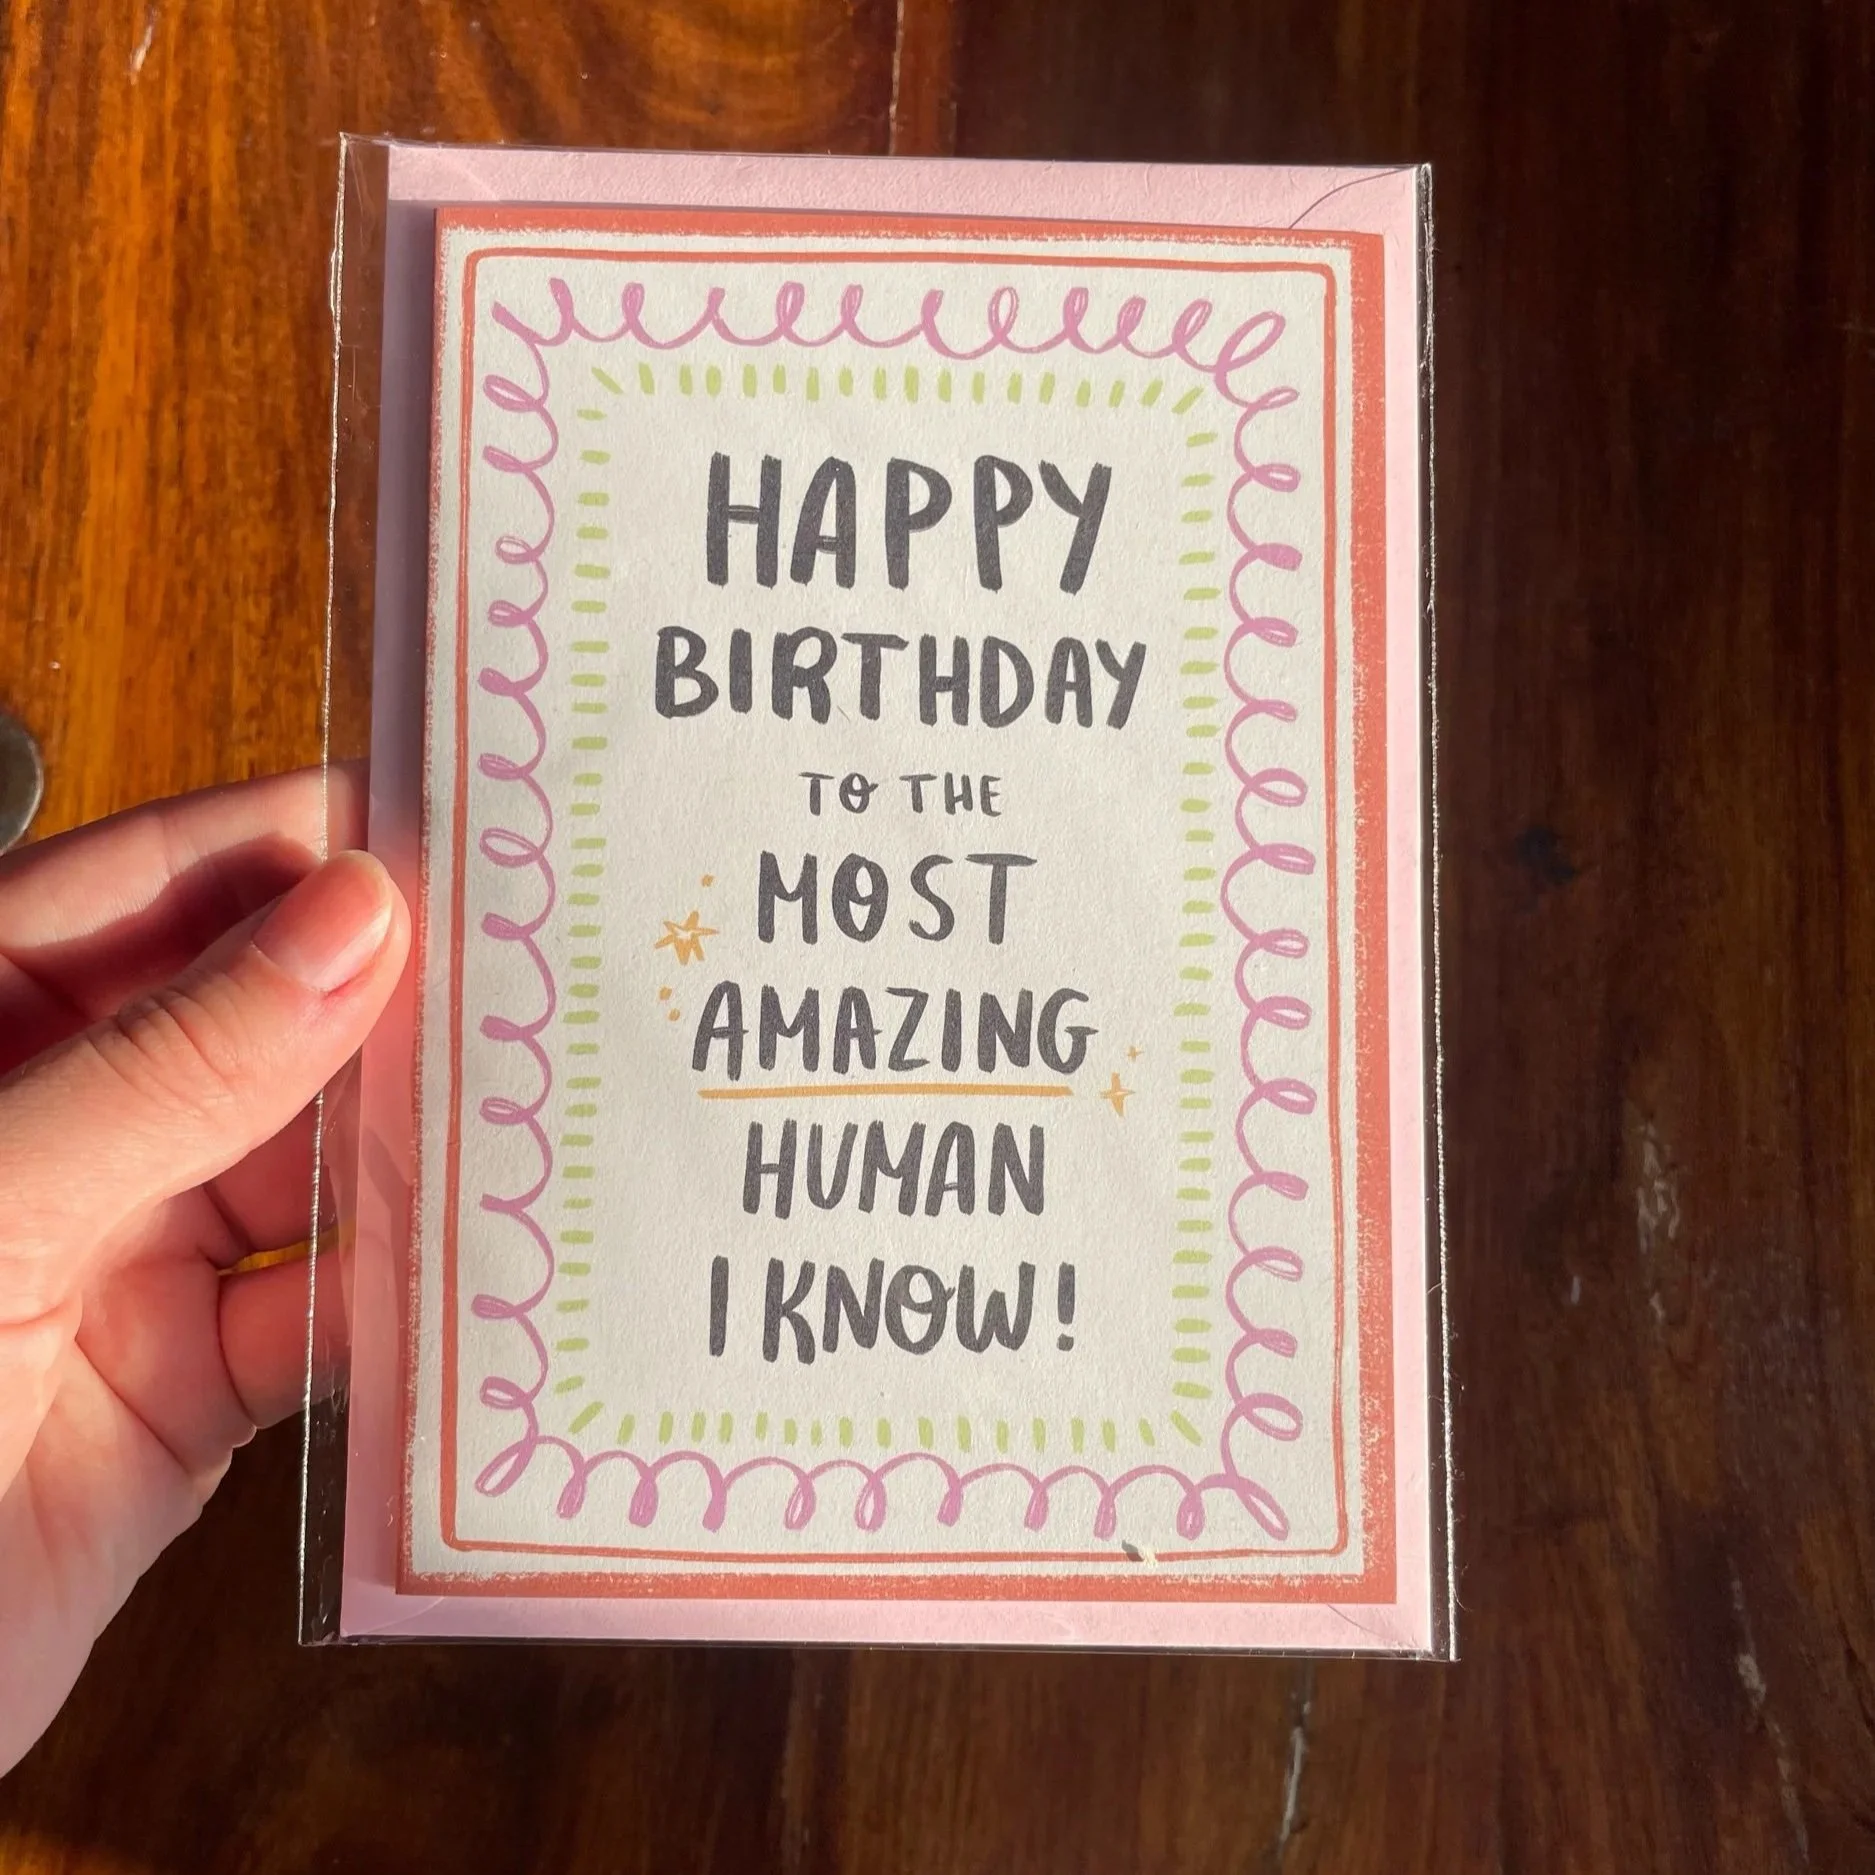 HAPPY
BIRTHDAY
TO THE
MOST
AMAZING
HUMAN
I KNOW!